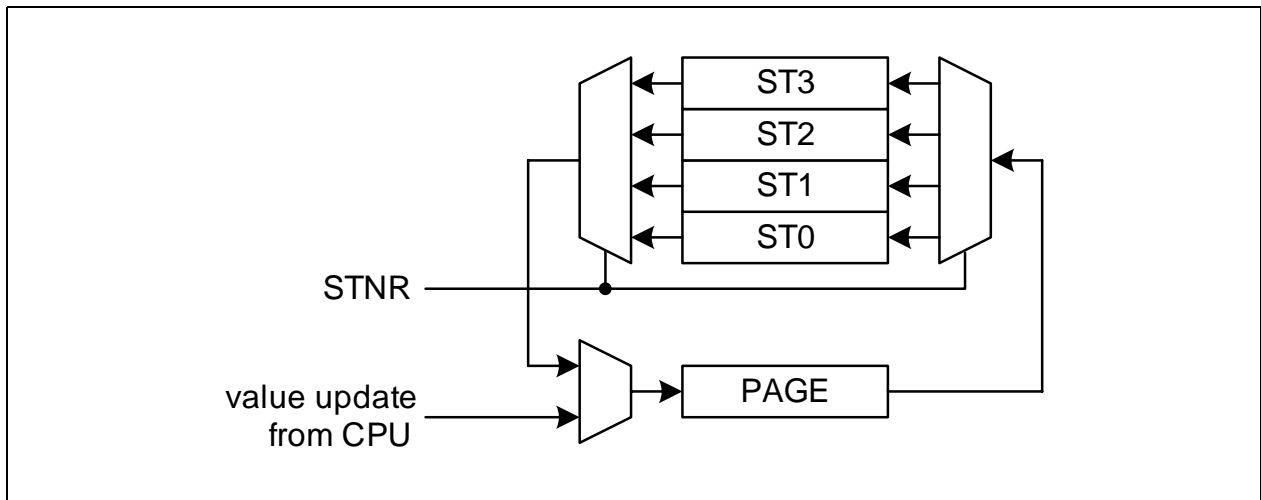 ST3
ST2
ST1
ST0
STNR
value update
from CPU
PAGE